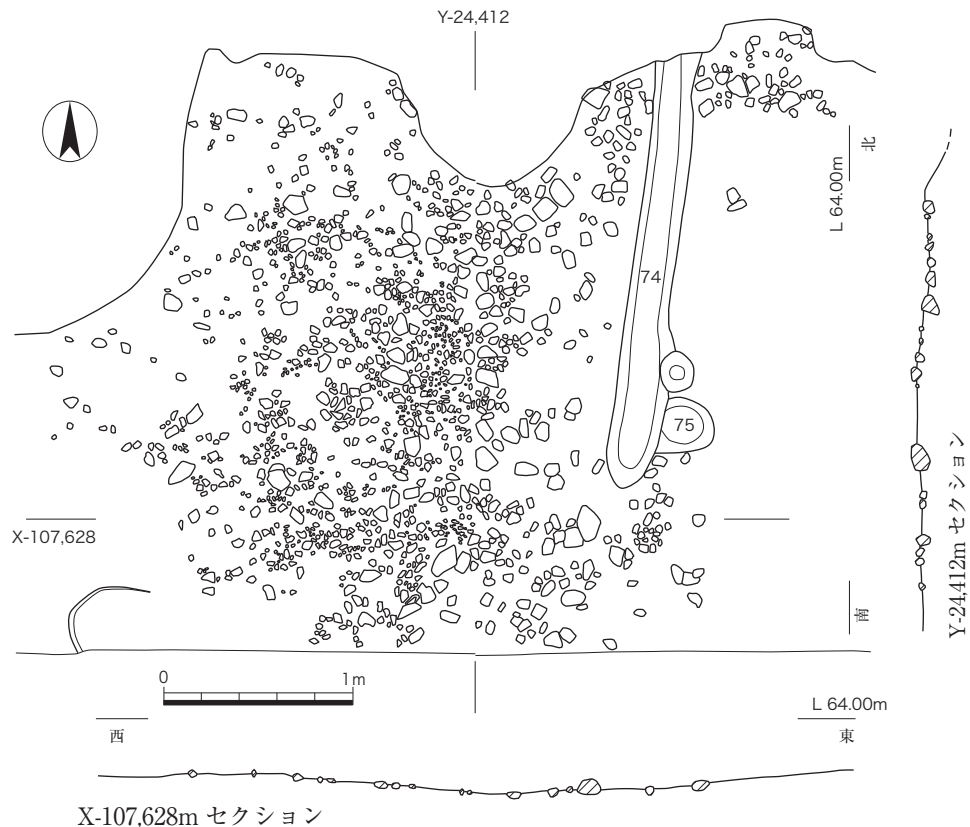 Y-24,412
北
L 64.00m
74
75
X-107,628
南
Y-24,412m セクション
0 1m
L 64.00m
西
東
X-107,628m セクション